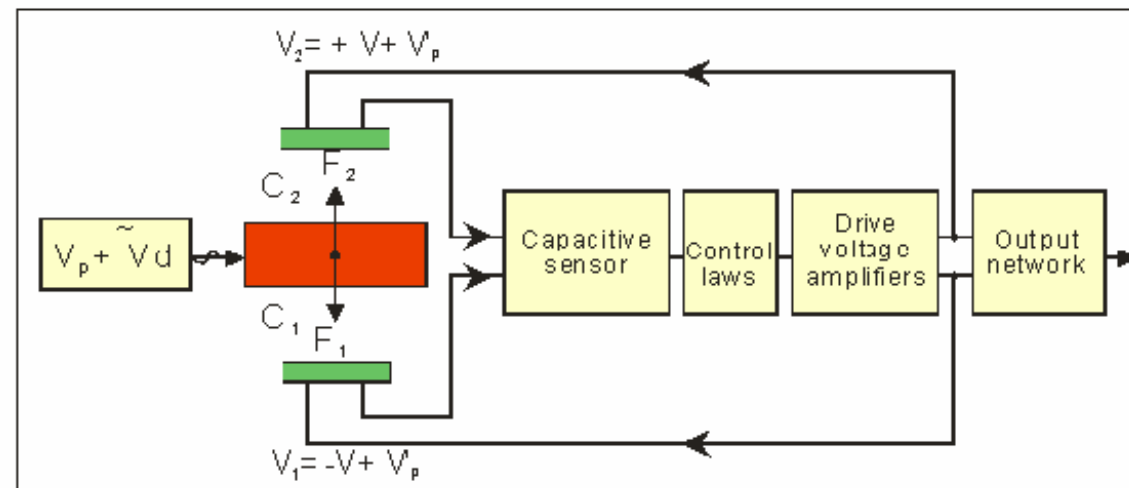 V₂= + V+ V'ₚ
F₂
C₂
Vₚ+ Ṽd
Capacitive
sensor
Control
laws
Drive
voltage
amplifiers
Output
network
C₁
F₁
V₁= -V+ V'ₚ